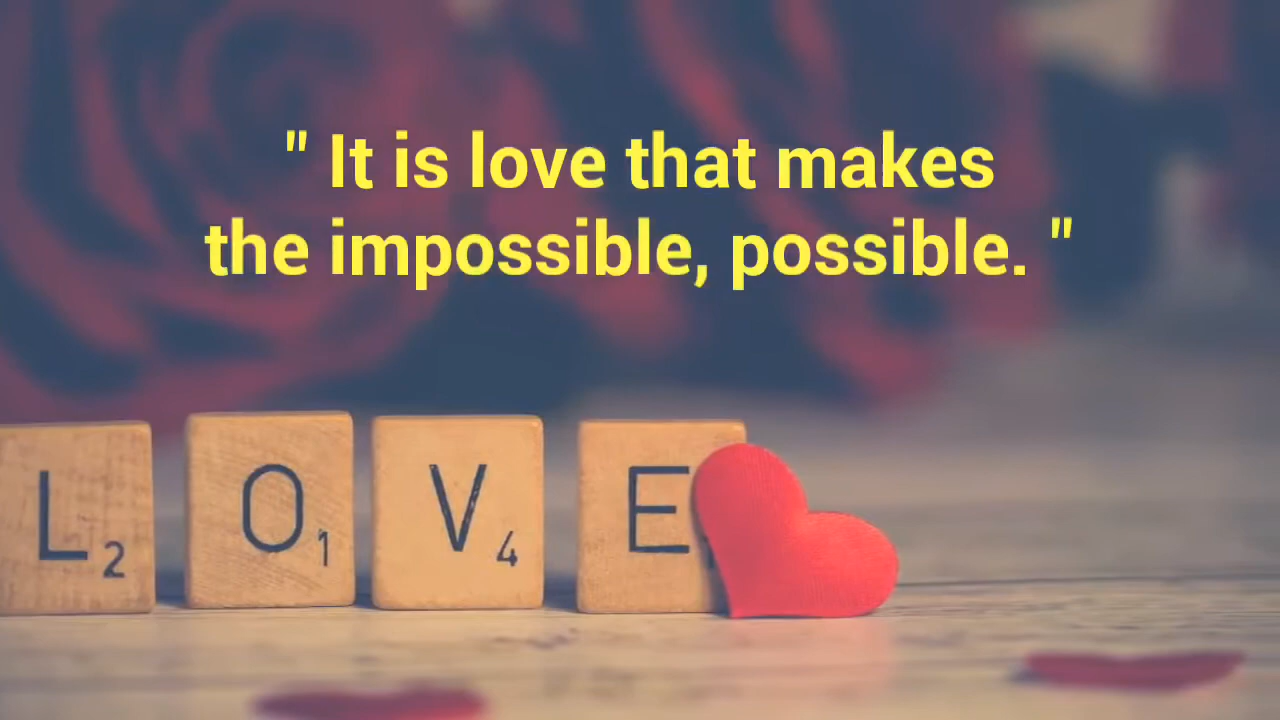 " It is love that makes
the impossible, possible. "
L2 O1 V4 E